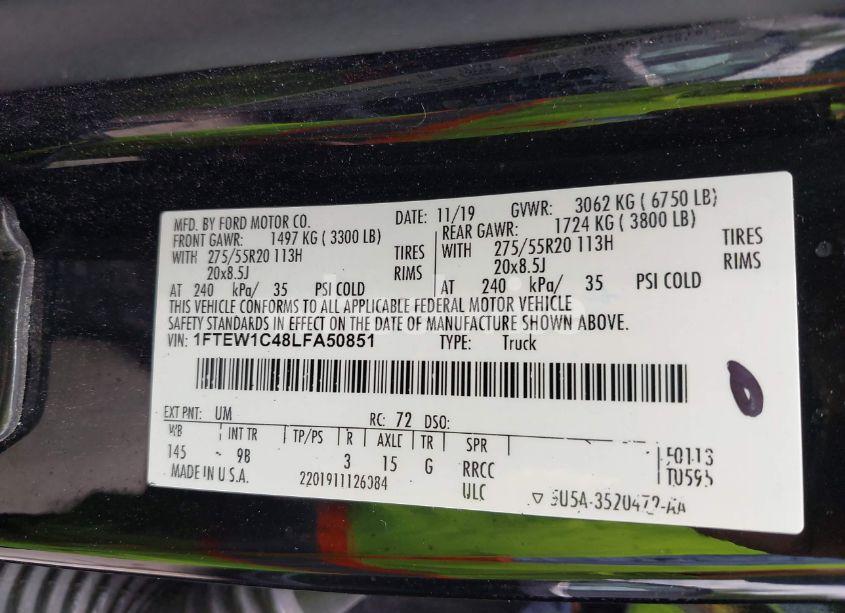 MFD. BY FORD MOTOR CO. DATE: 11/19 GVWR: 3062 KG ( 6750 LB)
FRONT GAWR: 1497 KG ( 3300 LB) REAR GAWR: 1724 KG ( 3800 LB)
WITH 275/55R20 113H TIRES WITH 275/55R20 113H TIRES
20x8.5J RIMS 20x8.5J RIMS
AT 240 kPa/ 35 PSI COLD AT 240 kPa/ 35 PSI COLD
THIS VEHICLE CONFORMS TO ALL APPLICABLE FEDERAL MOTOR VEHICLE
SAFETY STANDARDS IN EFFECT ON THE DATE OF MANUFACTURE SHOWN ABOVE.
VIN: 1FTEW1C48LFA50851 TYPE: Truck
EXT PNT: UM RC: 72 DSO:
WB INT TR TP/PS R AXLE TR SPR
145 9B 3 15 G RRCC
MADE IN U.S.A. 2201911126384 ULC